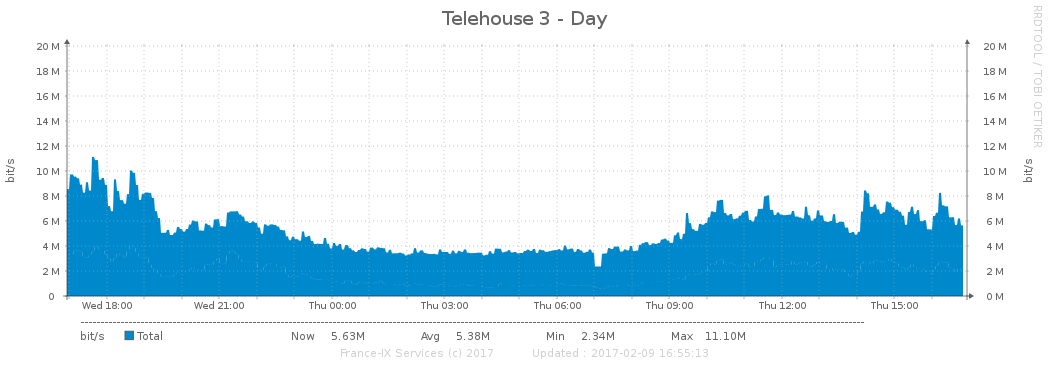 Telehouse 3 - Day
RRDTOOL / TOBI OETIKER
20 M 20 M
18 M 18 M
16 M 16 M
14 M 14 M
12 M 12 M
10 M 10 M
8 M 8 M
6 M 6 M
4 M 4 M
2 M 2 M
0 0 M
bit/s
bit/s
Wed 18:00 Wed 21:00 Thu 00:00 Thu 03:00 Thu 06:00 Thu 09:00 Thu 12:00 Thu 15:00
bit/s Total Now 5.63M Avg 5.38M Min 2.34M Max 11.10M
France-IX Services (c) 2017 Updated : 2017-02-09 16:55:13